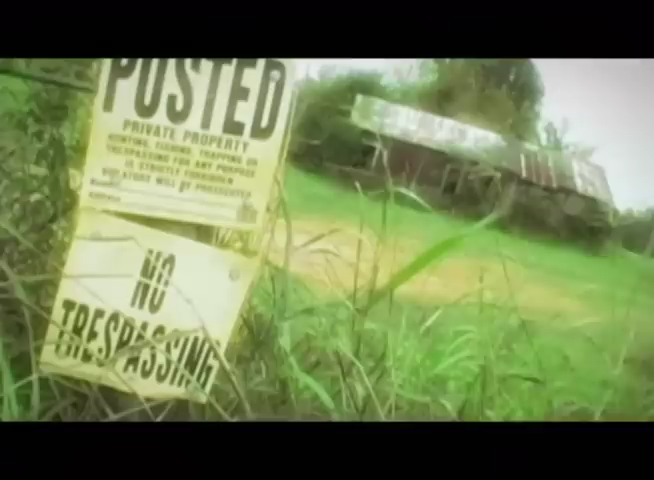 POSTED
PRIVATE PROPERTY
HUNTING, FISHING, TRAPPING OR
TRESPASSING FOR ANY PURPOSE
IS STRICTLY FORBIDDEN
VIOLATORS WILL BE PROSECUTED
NO
TRESPASSING